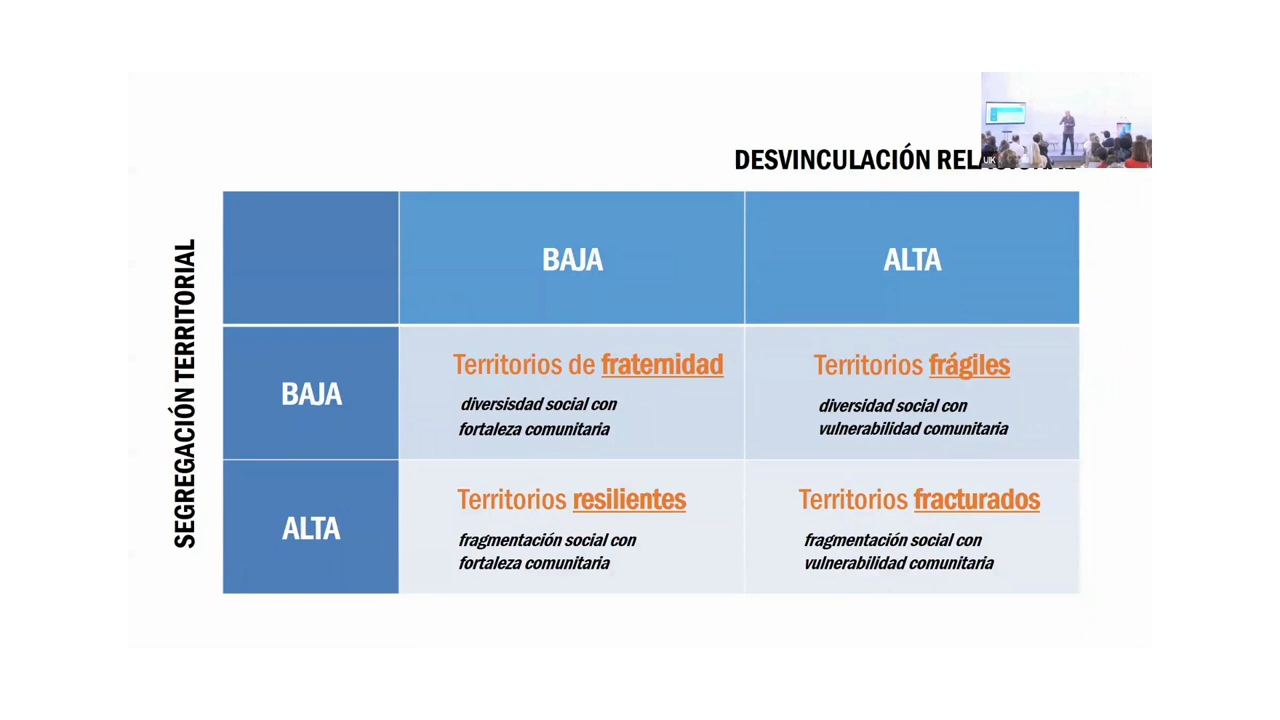 DESVINCULACIÓN
UIK
SEGREGACIÓN TERRITORIAL
BAJA
ALTA
BAJA
Territorios de fraternidad
diversisdad social con
fortaleza comunitaria
Territorios frágiles
diversidad social con
vulnerabilidad comunitaria
ALTA
Territorios resilientes
fragmentación social con
fortaleza comunitaria
Territorios fracturados
fragmentación social con
vulnerabilidad comunitaria